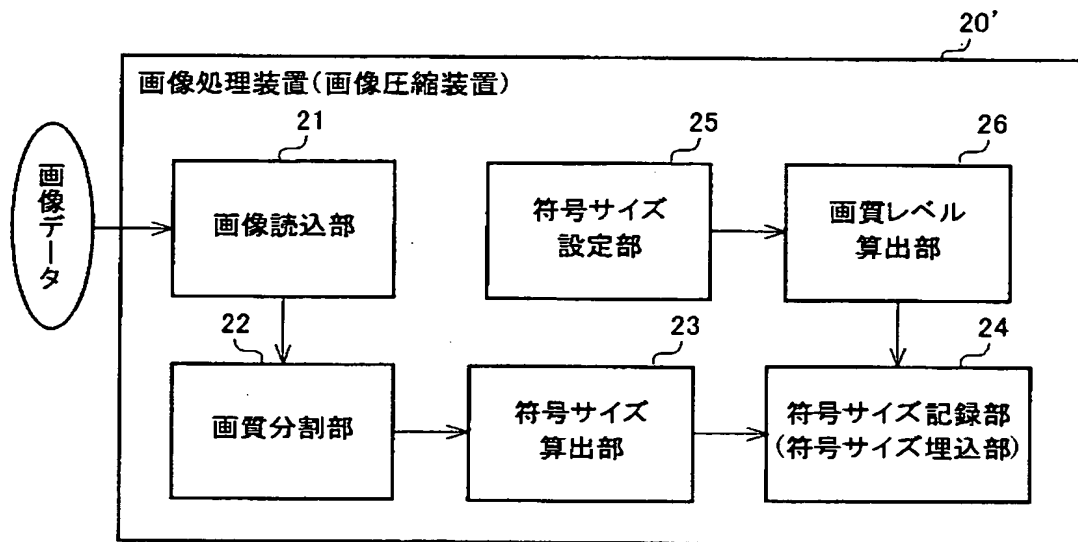 20’
画像処理装置(画像圧縮装置)
画像データ
21
画像読込部
25
符号サイズ
設定部
26
画質レベル
算出部
22
画質分割部
23
符号サイズ
算出部
24
符号サイズ記録部
(符号サイズ埋込部)